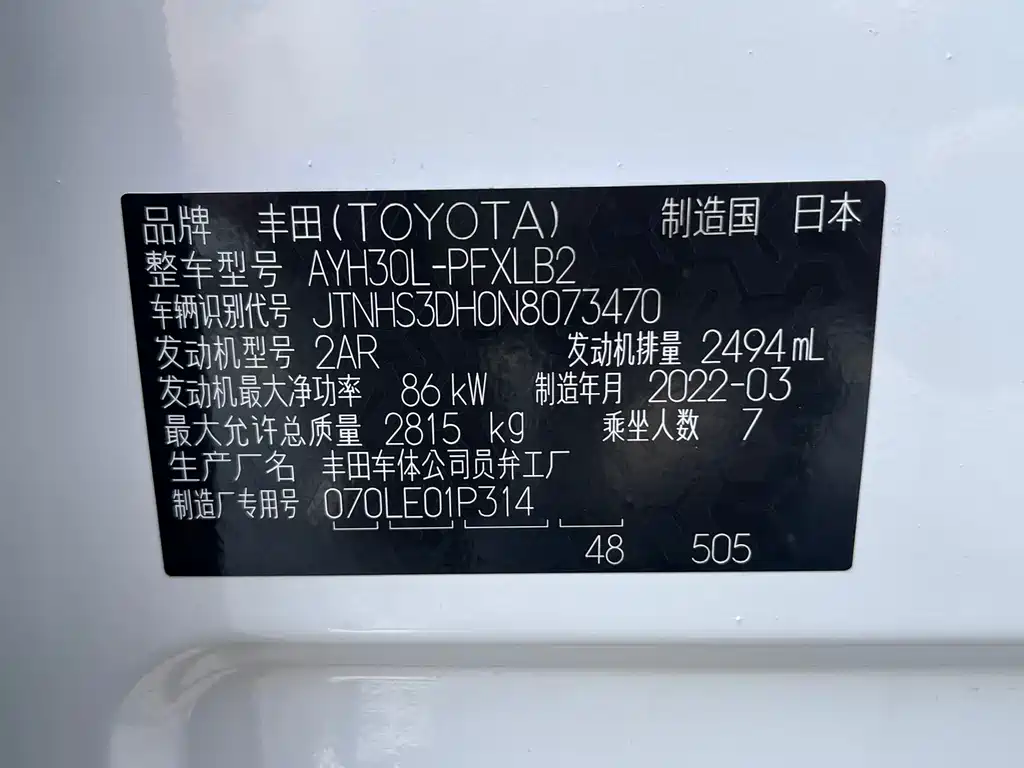 品牌 丰田(TOYOTA) 制造国 日本
整车型号 AYH30L-PFXLB2
车辆识别代号 JTNHS3DH0N8073470
发动机型号 2AR 发动机排量 2494mL
发动机最大净功率 86kW 制造年月 2022-03
最大允许总质量 2815 kg 乘坐人数 7
生产厂名 丰田车体公司员弁工厂
制造厂专用号 070LE01P314
48 505